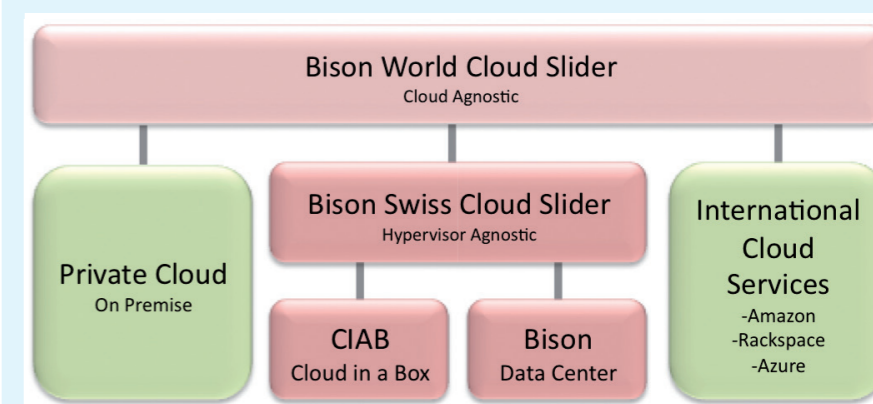 Bison World Cloud Slider
Cloud Agnostic
Private Cloud
On Premise
Bison Swiss Cloud Slider
Hypervisor Agnostic
CIAB
Cloud in a Box
Bison
Data Center
International
Cloud
Services
-Amazon
-Rackspace
-Azure